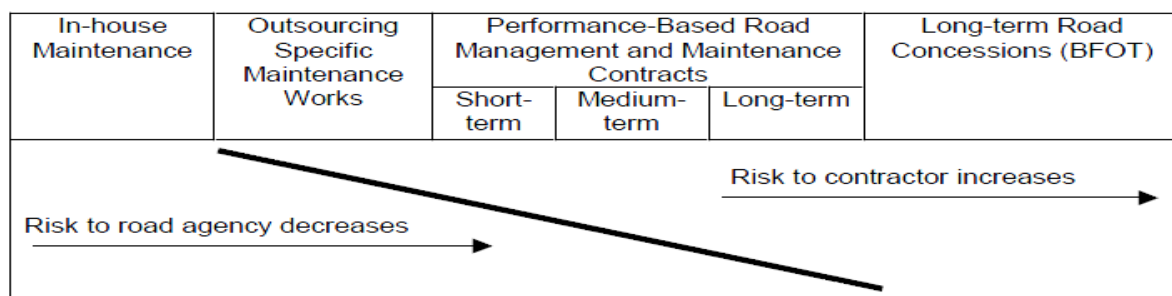 In-house
Maintenance
Outsourcing
Specific
Maintenance
Works
Performance-Based Road
Management and Maintenance
Contracts
Short-
term
Medium-
term
Long-term
Long-term Road
Concessions (BFOT)
Risk to contractor increases
Risk to road agency decreases